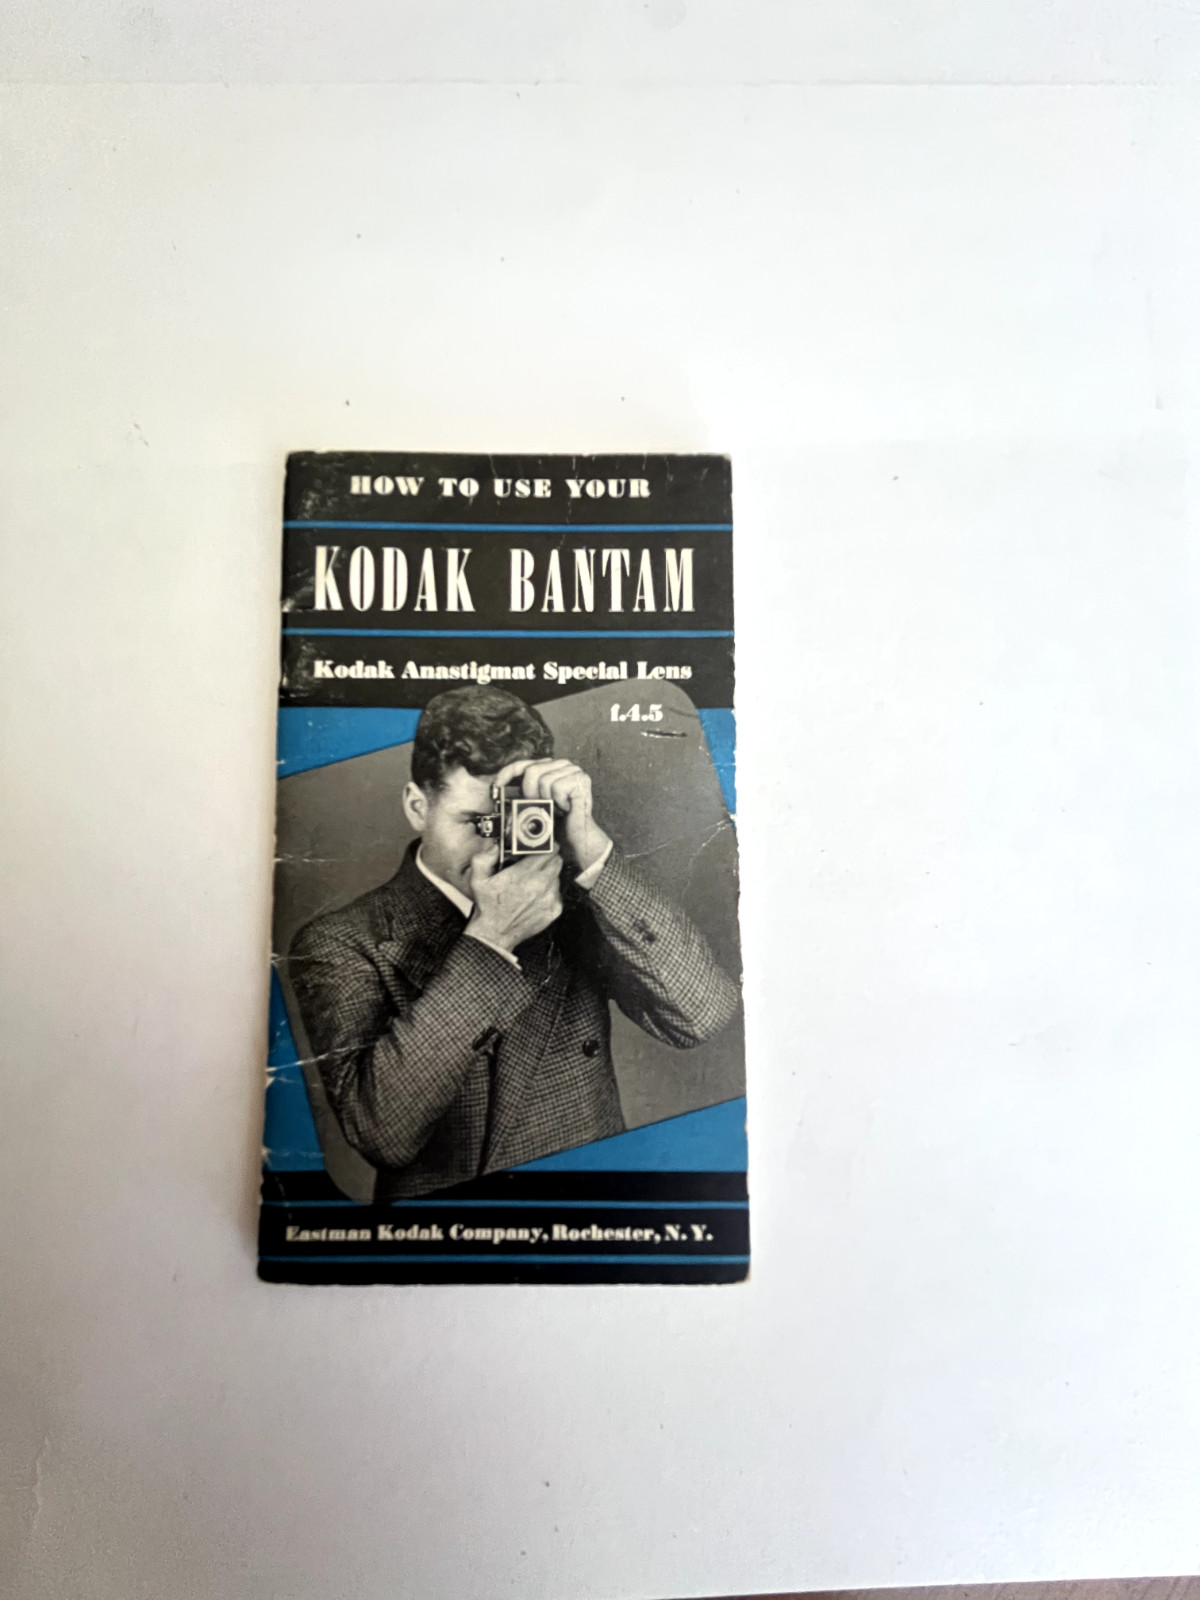 HOW TO USE YOUR
KODAK BANTAM
Kodak Anastigmat Special Lens
f.4.5
Eastman Kodak Company, Rochester, N. Y.